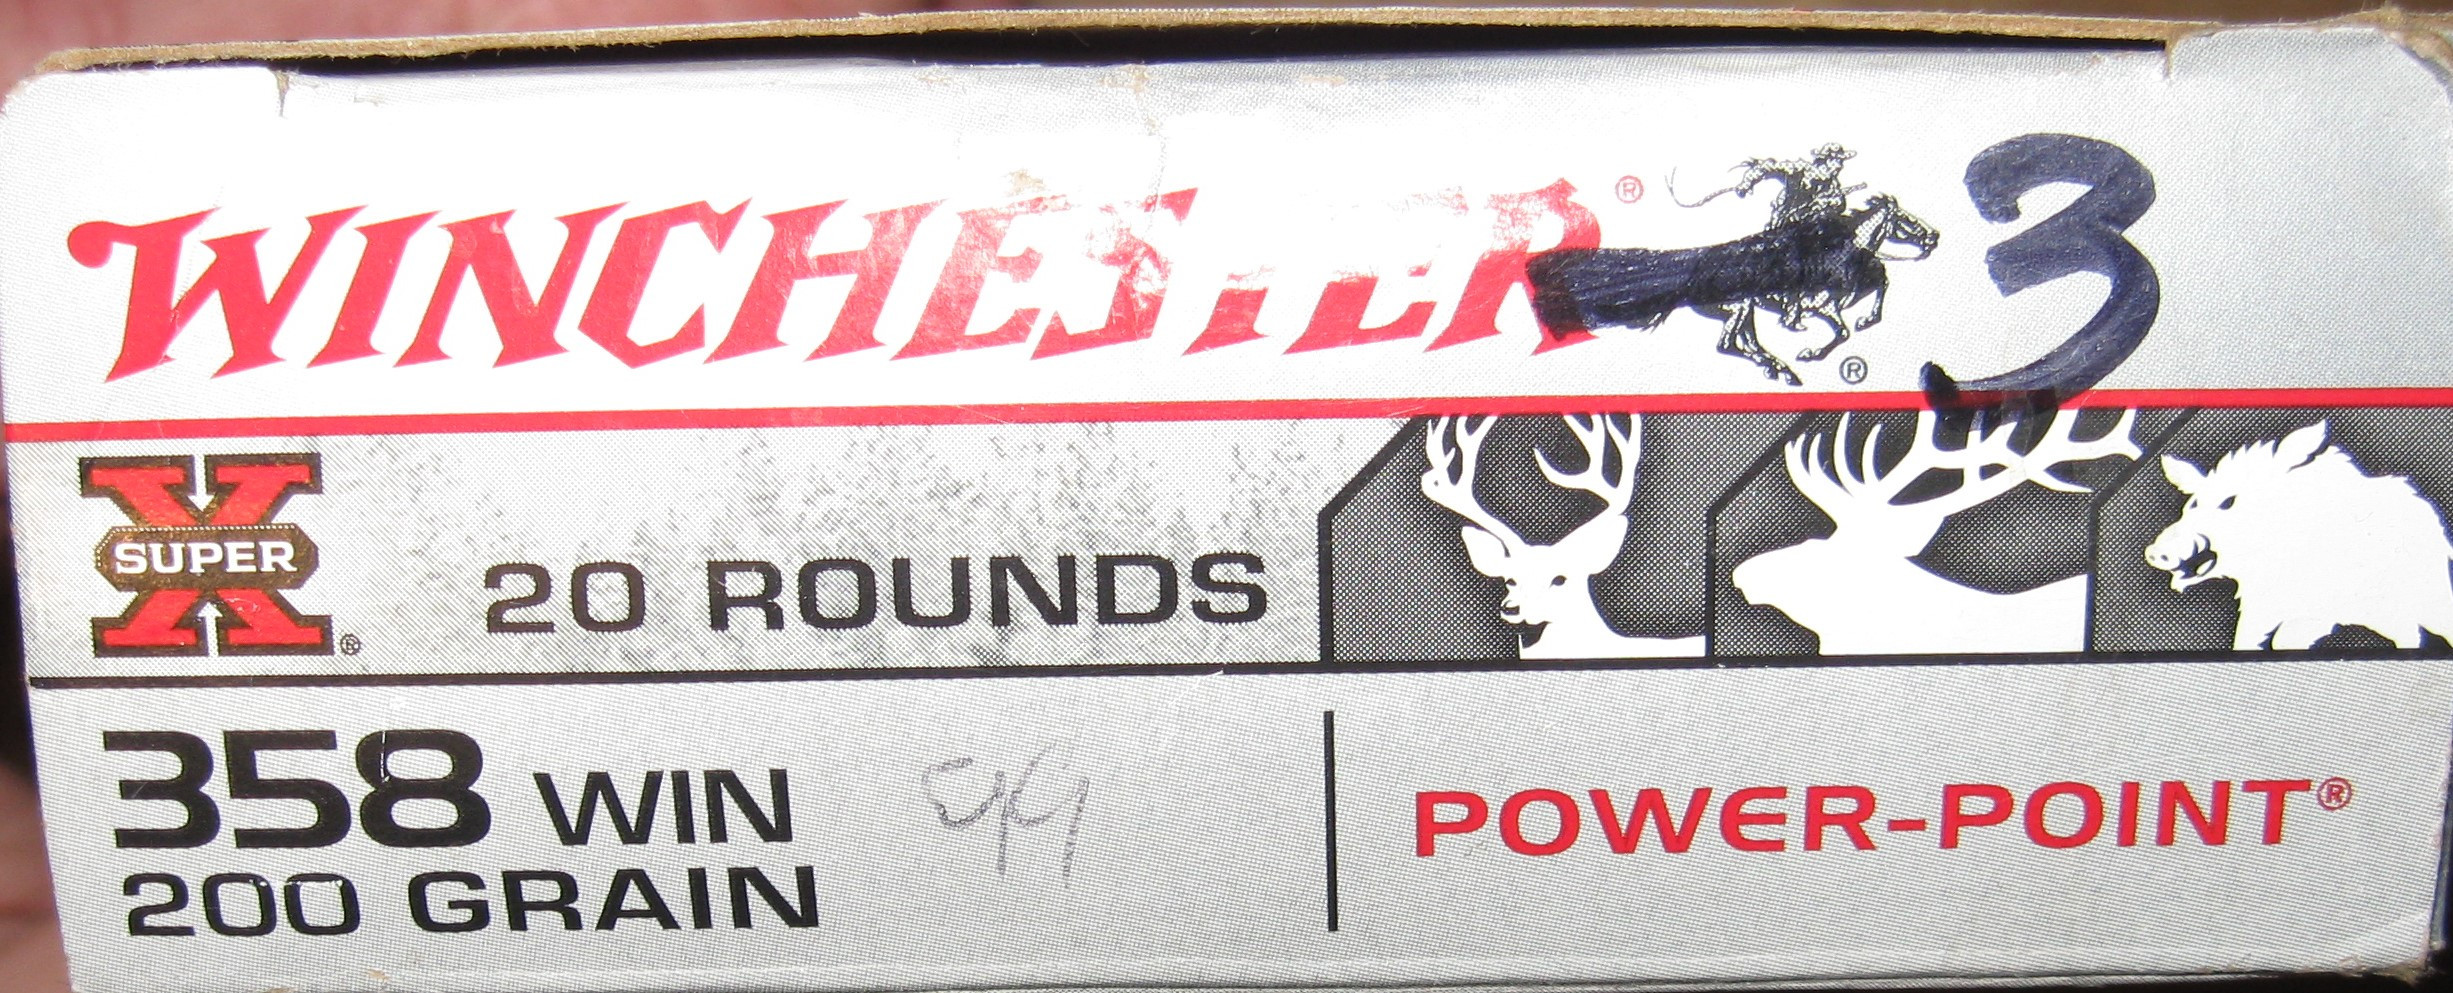 WINCHESTER® ® 3
SUPER X®
20 ROUNDS
358 WIN
200 GRAIN
POWER-POINT®